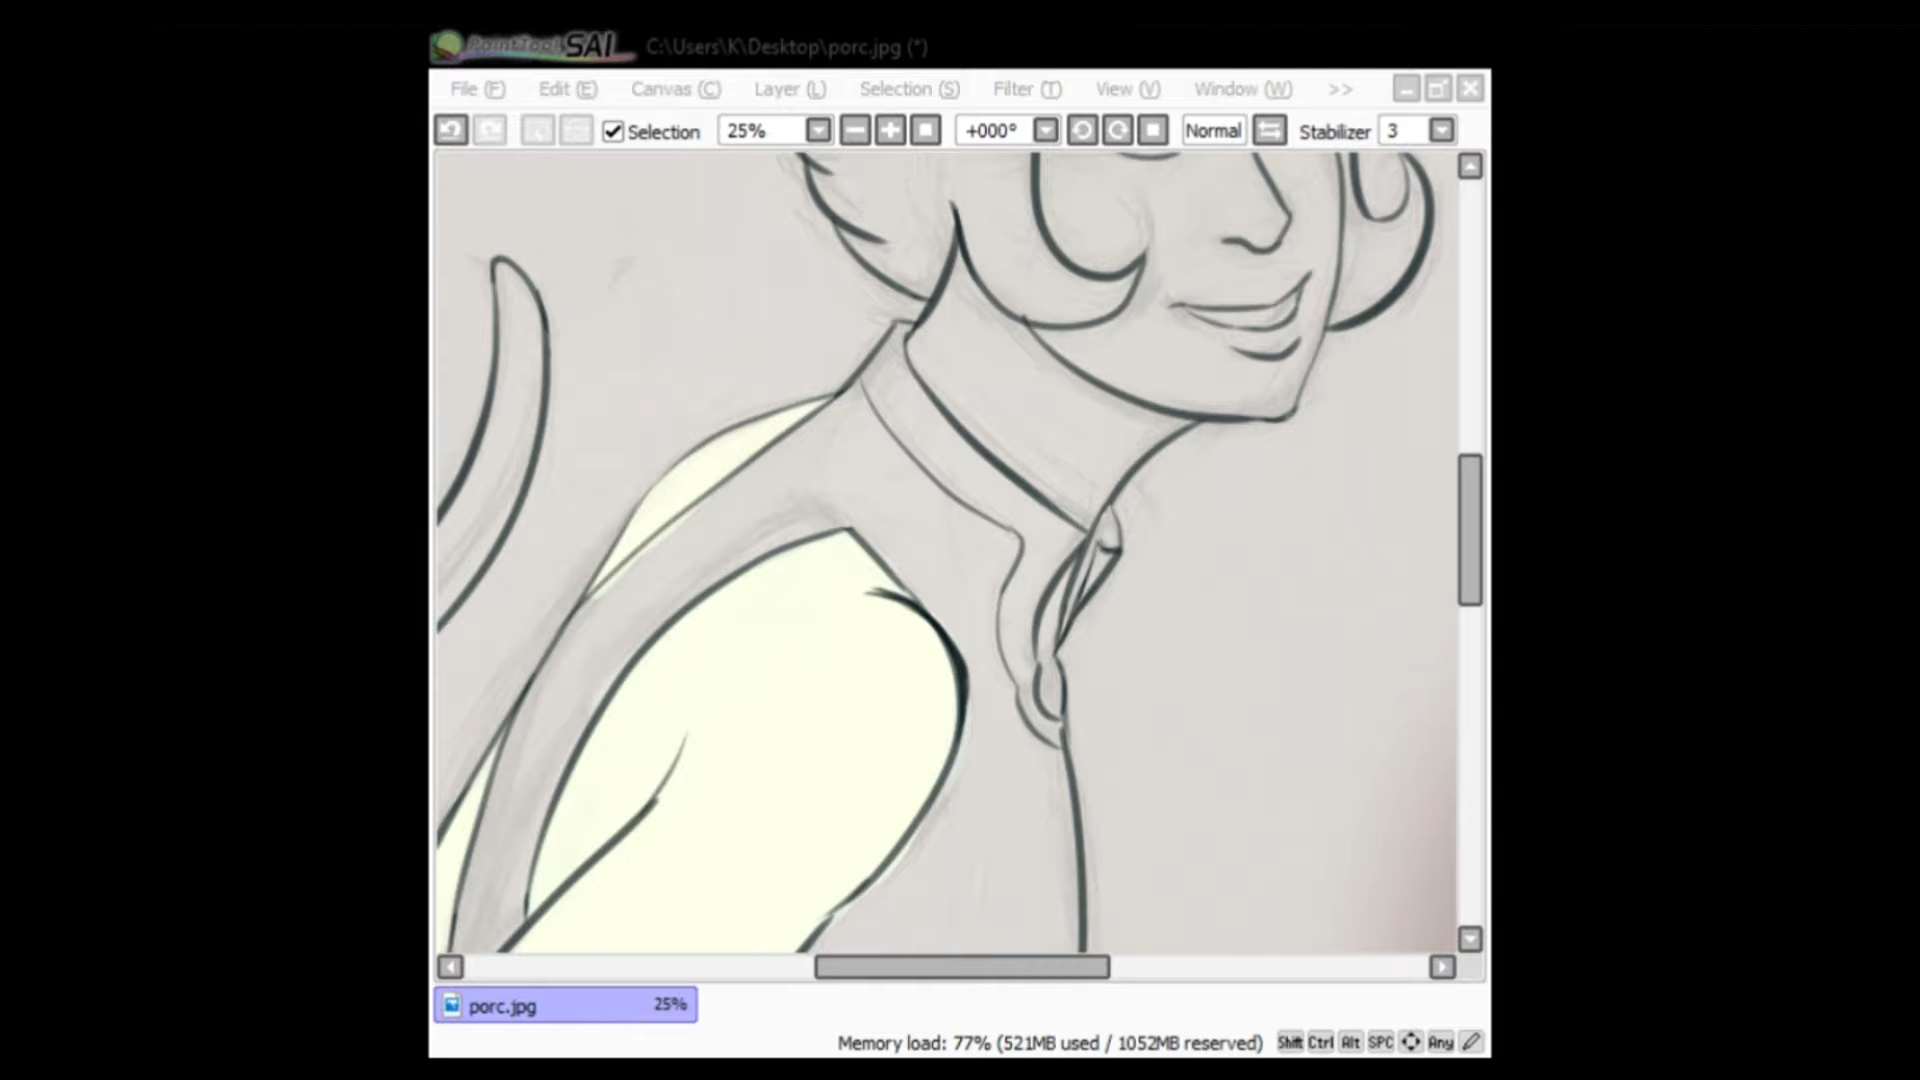 PaintTool SAI C:\Users\K\Desktop\porc.jpg (*)
File (F) Edit (E) Canvas (C) Layer (L) Selection (S) Filter (T) View (V) Window (W) >>
Selection 25% +000° Normal Stabilizer 3
porc.jpg 25%
Memory load: 77% (521MB used / 1052MB reserved) Shift Ctrl Alt SPC Any